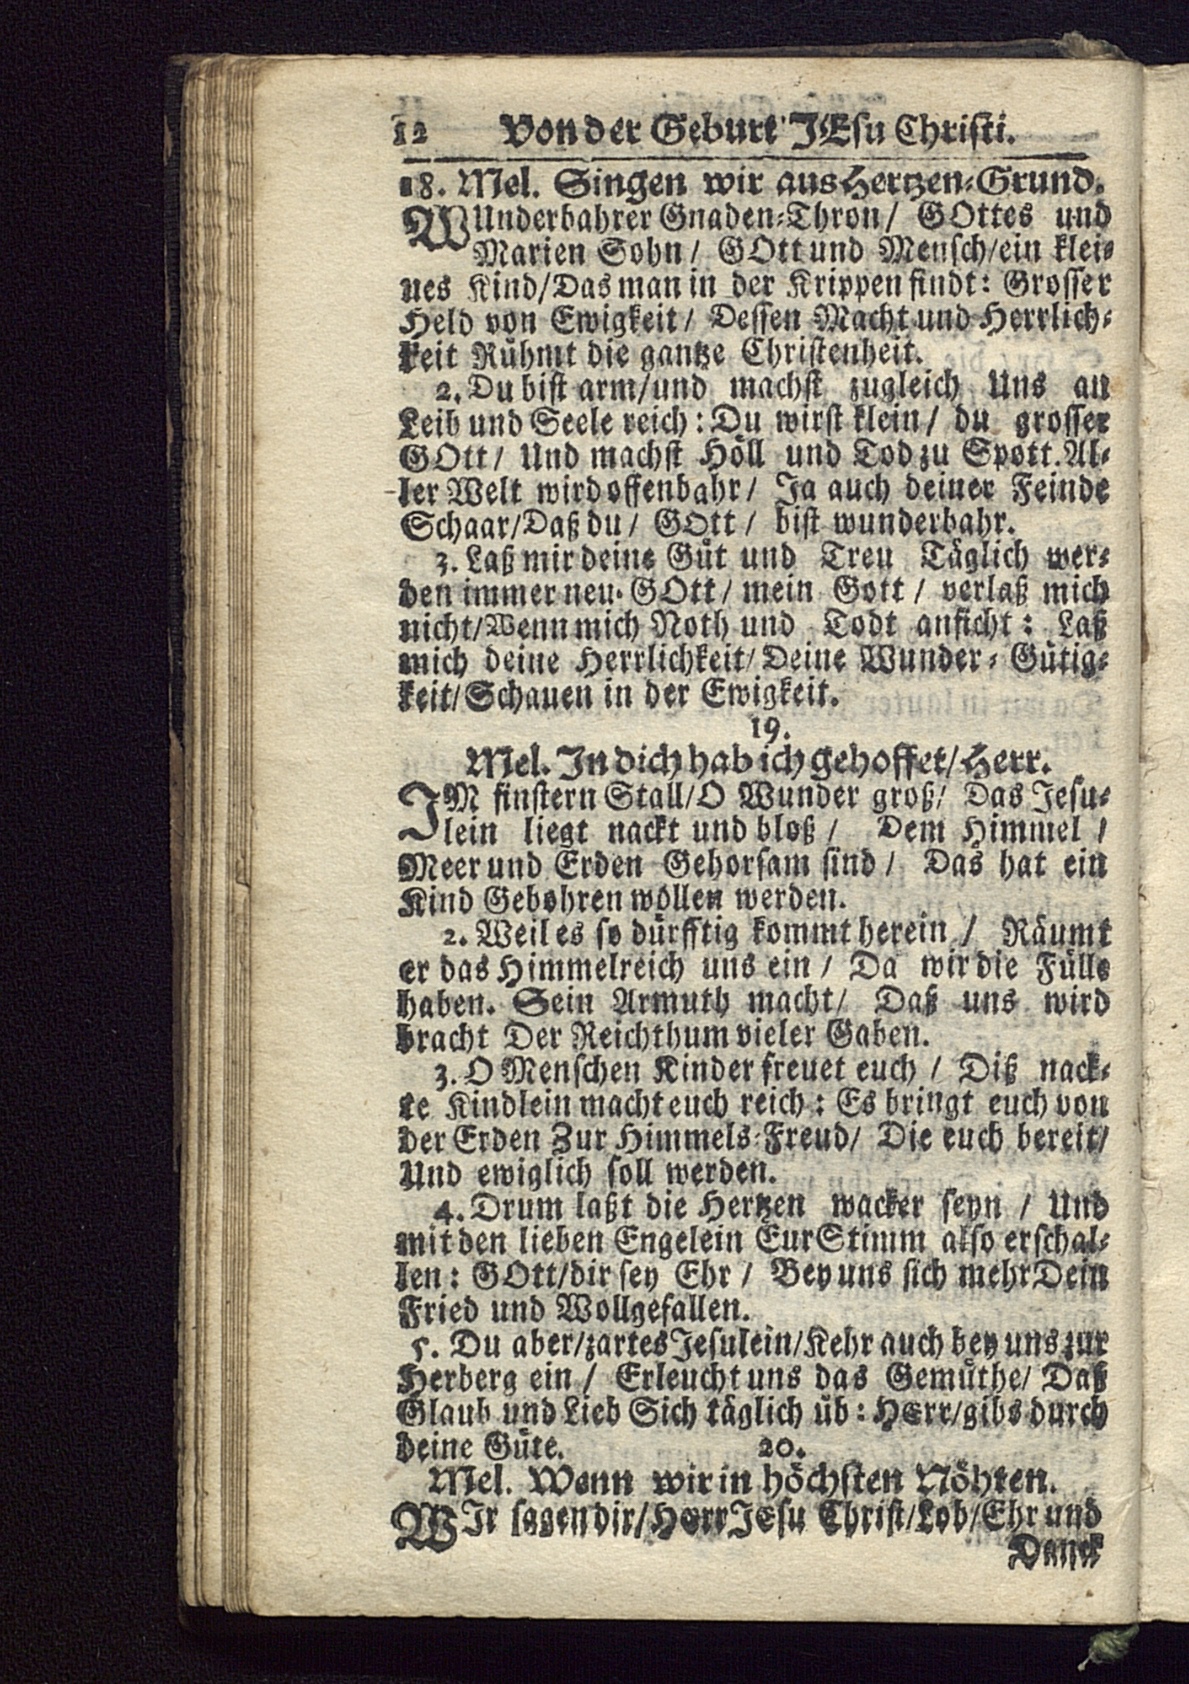 12 Von der Geburt JEsu Christi.
18. Mel. Singen wir aus Hertzen-Grund.
WUnderbahrer Gnaden-Thron/ GOttes und
Marien Sohn/ GOtt und Mensch/ein klei-
nes Kind/Das man in der Krippen findt: Grosser
Held von Ewigkeit/ Dessen Macht und Herrlich-
keit Rühmt die gantze Christenheit.
2. Du bist arm/und machst zugleich Uns an
Leib und Seele reich: Du wirst klein/ du grosser
GOtt/ Und machst Höll und Tod zu Spott. Al-
ler Welt wird offenbahr/ Ja auch deiner Feinde
Schaar/Daß du/ GOtt/ bist wunderbahr.
3. Laß mir deine Güt und Treu Täglich wer-
den immer neu. GOtt/ mein Gott/ verlaß mich
nicht/Wenn mich Noth und Todt anficht: Laß
mich deine Herrlichkeit/Deine Wunder-Gütig-
keit/Schauen in der Ewigkeit.
19.
Mel. In dich hab ich gehoffet/Herr.
JM finstern Stall/O Wunder groß/ Das Jesu-
lein liegt nackt und bloß/ Dem Himmel/
Meer und Erden Gehorsam sind/ Das hat ein
Kind Gebohren wollen werden.
2. Weil es so dürfftig kommt herein/ Räumt
er das Himmelreich uns ein/ Da wir die Fülle
haben. Sein Armuth macht/ Daß uns wird
bracht Der Reichthum vieler Gaben.
3. O Menschen Kinder freuet euch/ Diß nack-
te Kindlein macht euch reich: Es bringt euch von
der Erden Zur Himmels-Freud/ Die euch bereit/
Und ewiglich soll werden.
4. Drum laßt die Hertzen wacker seyn/ Und
mit den lieben Engelein Eur Stimm also erschal-
len: GOtt/dir sey Ehr/ Bey uns sich mehr Dein
Fried und Wollgefallen.
5. Du aber/zartes Jesulein/Kehr auch bey uns zur
Herberg ein/ Erleucht uns das Gemüthe/ Daß
Glaub und Lieb Sich täglich üb: HErr/gibs durch
deine Güte. 20.
Mel. Wenn wir in höchsten Nöhten.
WJr sagen dir/Herr JEsu Christ/Lob/Ehr und
Danck